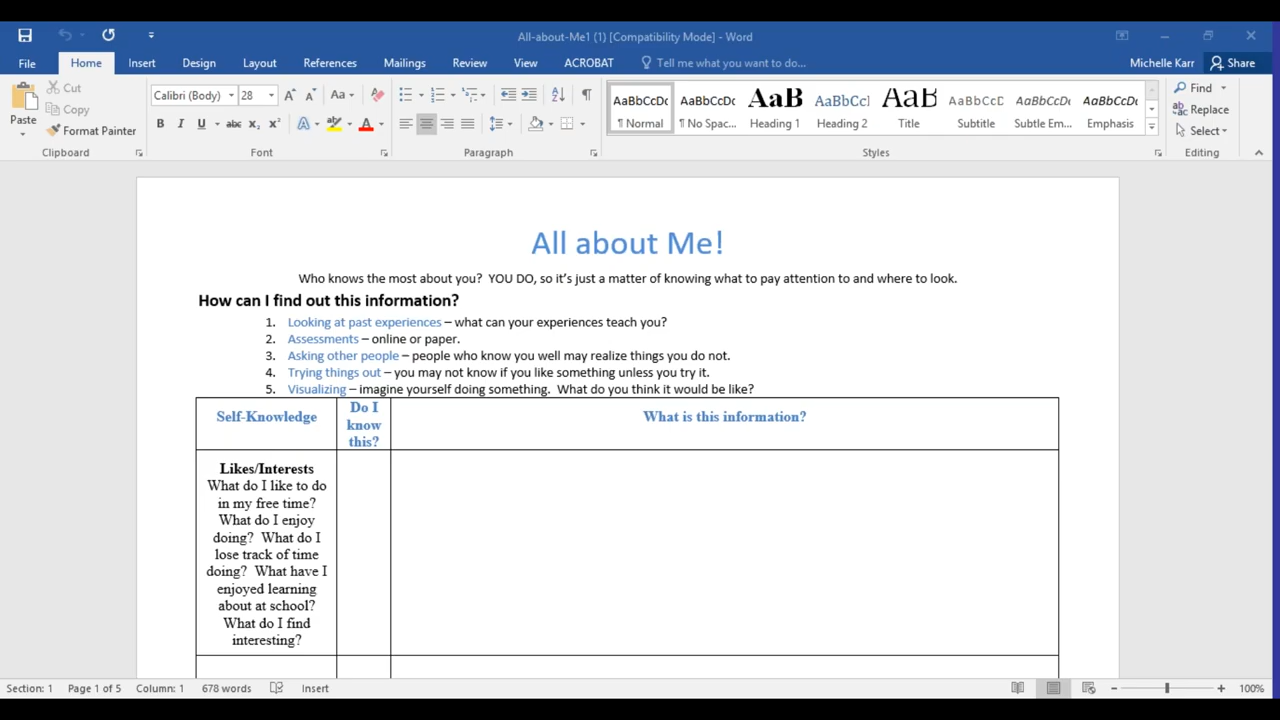 All-about-Me1 (1) [Compatibility Mode] - Word
File Home Insert Design Layout References Mailings Review View ACROBAT Tell me what you want to do... Michelle Karr Share
Cut
Copy
Paste
Format Painter
Clipboard
Calibri (Body) 28
Aa
B I U abc x₂ x² A ab A
Font
Paragraph
AaBbCcDc AaBbCcDc AaB AaBbCc AaB AaBbCcD AaBbCcDc AaBbCcDc
¶ Normal ¶ No Spac... Heading 1 Heading 2 Title Subtitle Subtle Em... Emphasis
Styles
Find
Replace
Select
Editing
All about Me!
Who knows the most about you? YOU DO, so it's just a matter of knowing what to pay attention to and where to look.
How can I find out this information?
1. Looking at past experiences – what can your experiences teach you?
2. Assessments – online or paper.
3. Asking other people – people who know you well may realize things you do not.
4. Trying things out – you may not know if you like something unless you try it.
5. Visualizing – imagine yourself doing something. What do you think it would be like?
Self-Knowledge
Do I
know
this?
What is this information?
Likes/Interests
What do I like to do
in my free time?
What do I enjoy
doing? What do I
lose track of time
doing? What have I
enjoyed learning
about at school?
What do I find
interesting?
Section: 1 Page 1 of 5 Column: 1 678 words Insert 100%